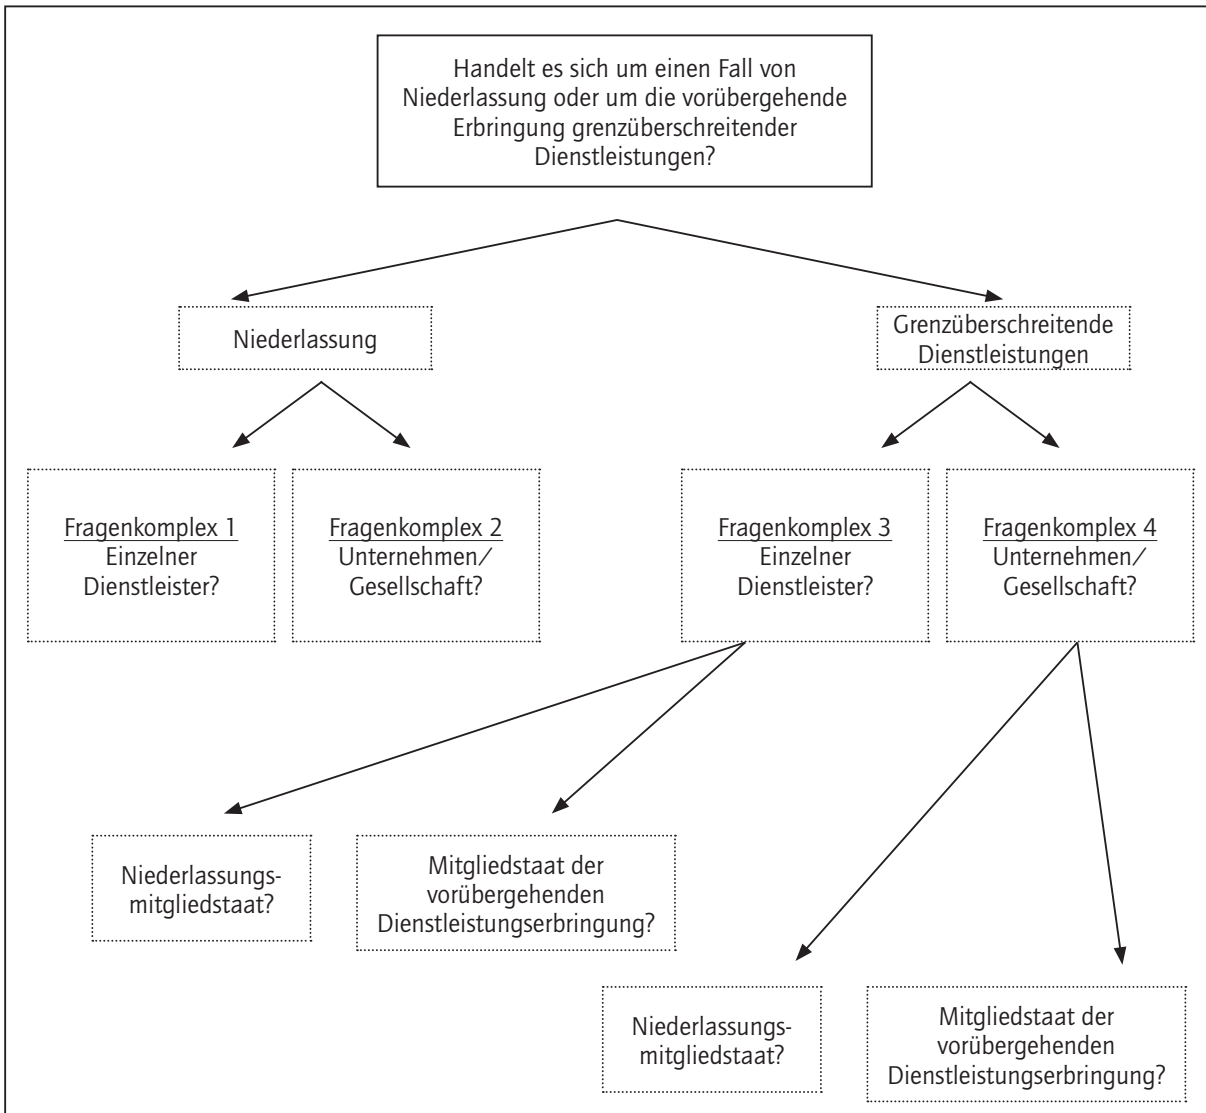 Handelt es sich um einen Fall von
Niederlassung oder um die vorübergehende
Erbringung grenzüberschreitender
Dienstleistungen?
Niederlassung
Grenzüberschreitende
Dienstleistungen
Fragenkomplex 1
Einzelner
Dienstleister?
Fragenkomplex 2
Unternehmen/
Gesellschaft?
Fragenkomplex 3
Einzelner
Dienstleister?
Fragenkomplex 4
Unternehmen/
Gesellschaft?
Niederlassungs-
mitgliedstaat?
Mitgliedstaat der
vorübergehenden
Dienstleistungserbringung?
Niederlassungs-
mitgliedstaat?
Mitgliedstaat der
vorübergehenden
Dienstleistungserbringung?